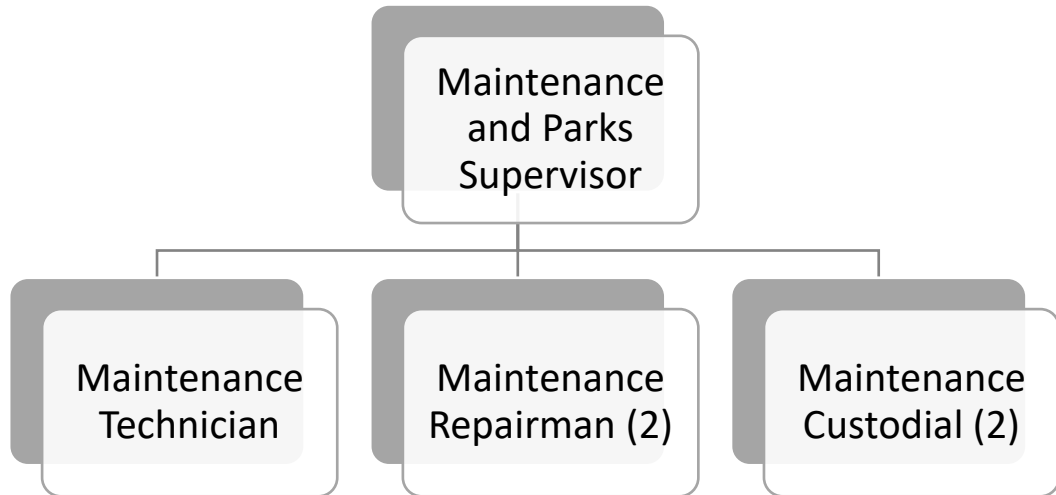 Maintenance
and Parks
Supervisor
Maintenance
Technician
Maintenance
Repairman (2)
Maintenance
Custodial (2)